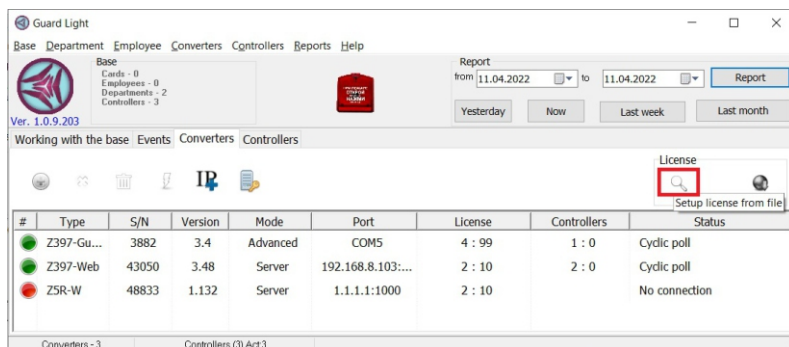 Guard Light
Base Department Employee Converters Controllers Reports Help
Base
Cards - 0
Employees - 0
Departments - 2
Controllers - 3
Ver. 1.0.9.203
Report
from 11.04.2022 to 11.04.2022 Report
Yesterday Now Last week Last month
Working with the base Events Converters Controllers
IP
License
Setup license from file
# Type S/N Version Mode Port License Controllers Status
Z397-Gu... 3882 3.4 Advanced COM5 4 : 99 1 : 0 Cyclic poll
Z397-Web 43050 3.48 Server 192.168.8.103:... 2 : 10 2 : 0 Cyclic poll
Z5R-W 48833 1.132 Server 1.1.1.1:1000 2 : 10 No connection
Converters - 3 Controllers (3) Act:3